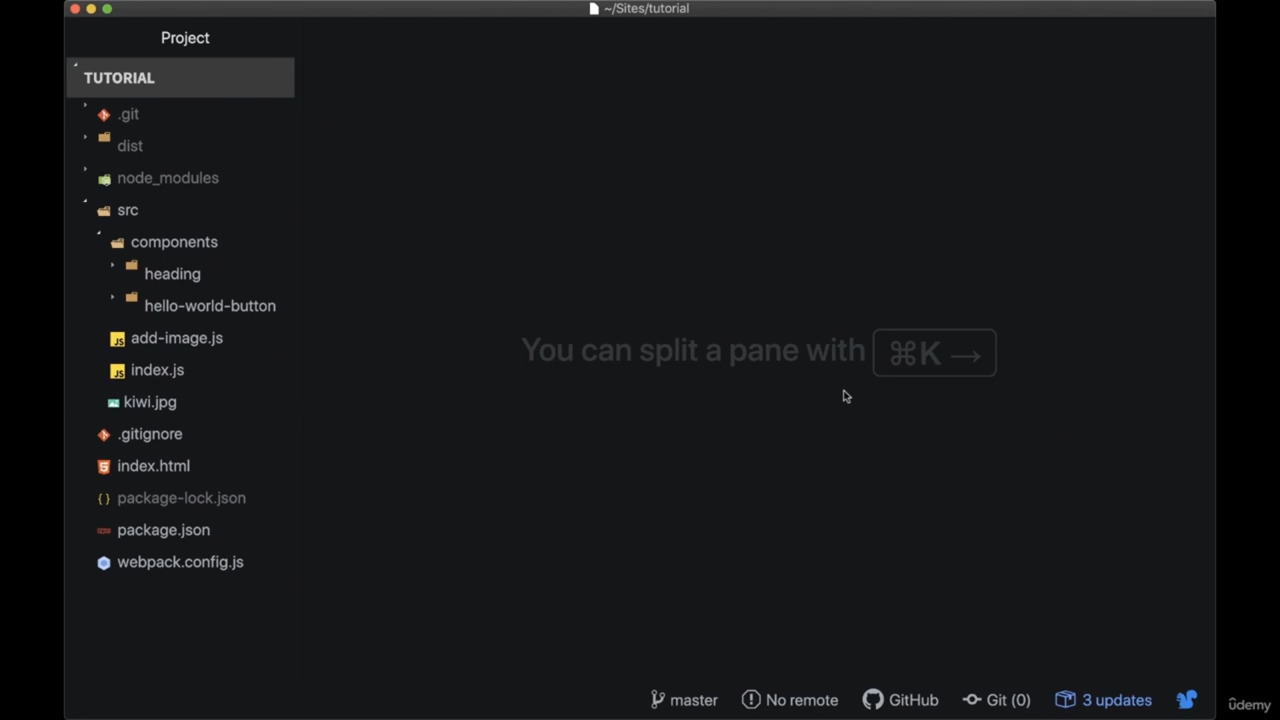 ~/Sites/tutorial
Project
TUTORIAL
.git
dist
node_modules
src
components
heading
hello-world-button
add-image.js
index.js
kiwi.jpg
.gitignore
index.html
package-lock.json
package.json
webpack.config.js
You can split a pane with ⌘K →
master No remote GitHub Git (0) 3 updates
ûdemy